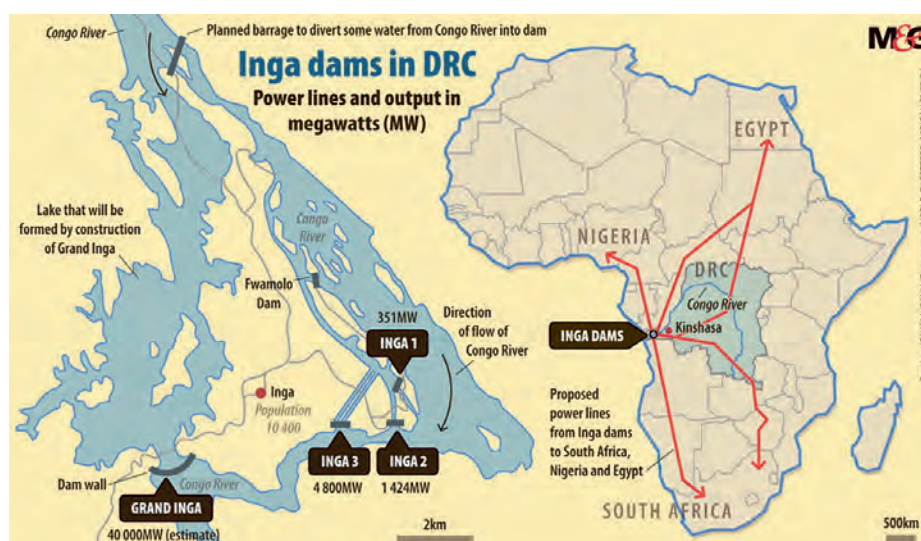 Congo River
Planned barrage to divert some water from Congo River into dam
M&G
Inga dams in DRC
Power lines and output in
megawatts (MW)
Lake that will be
formed by construction
of Grand Inga
Congo
River
Fwamolo
Dam
351MW
INGA 1
Direction
of flow of
Congo River
Inga
Population
10 400
INGA 3
4 800MW
INGA 2
1 424MW
Dam wall
Congo River
GRAND INGA
40 000MW (estimate)
2km
EGYPT
NIGERIA
DRC
Congo River
Kinshasa
INGA DAMS
Proposed
power lines
from Inga dams
to South Africa,
Nigeria and Egypt
SOUTH AFRICA
500km